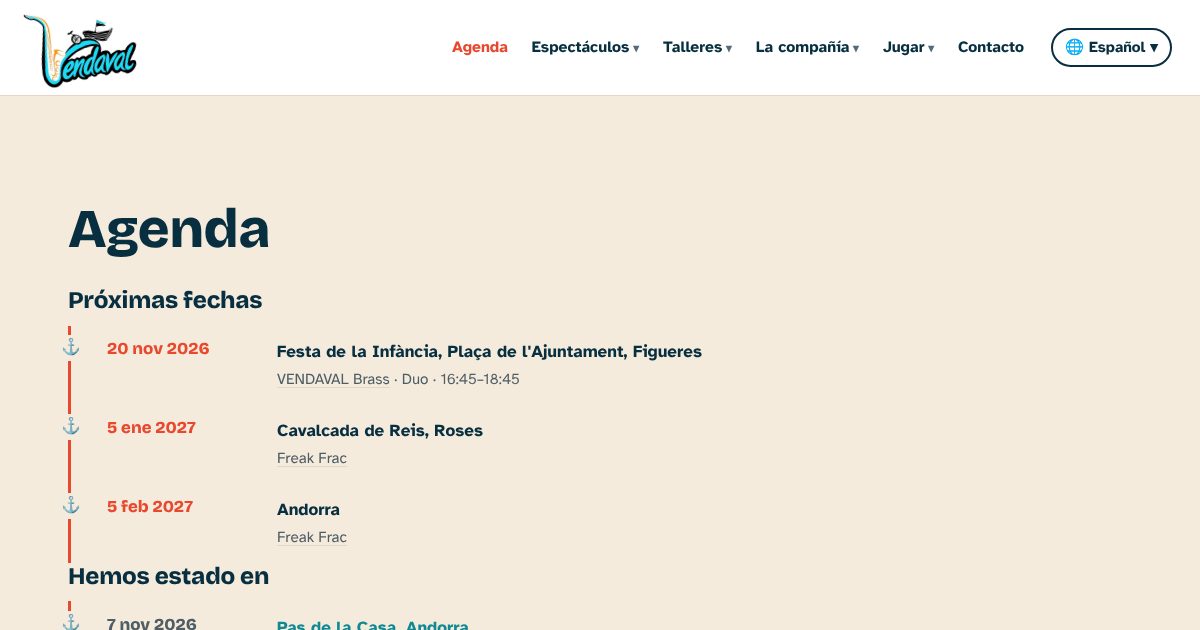 Vendaval
Agenda Espectáculos ▾ Talleres ▾ La compañía ▾ Jugar ▾ Contacto 🌐 Español ▾
Agenda
Próximas fechas
20 nov 2026
Festa de la Infància, Plaça de l'Ajuntament, Figueres
VENDAVAL Brass · Duo · 16:45–18:45
5 ene 2027
Cavalcada de Reis, Roses
Freak Frac
5 feb 2027
Andorra
Freak Frac
Hemos estado en
7 nov 2026
Pas de la Casa, Andorra